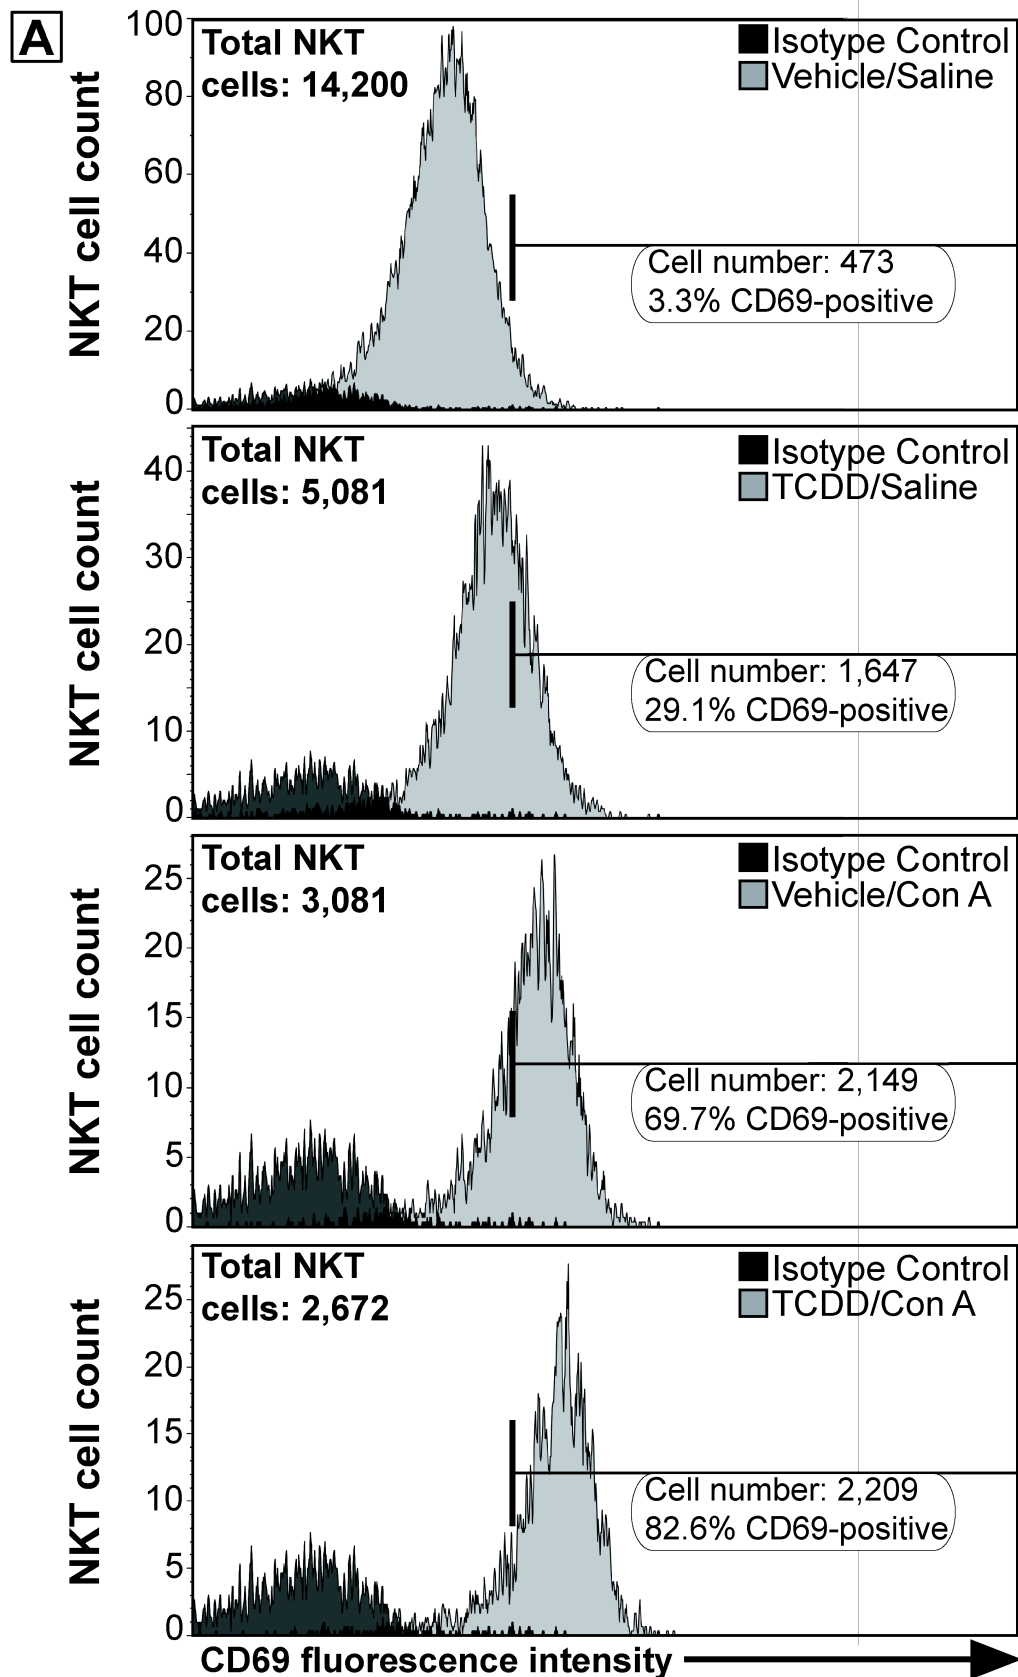 A
NKT cell count
100
80
60
40
20
0
Total NKT
cells: 14,200
Isotype Control
Vehicle/Saline
Cell number: 473
3.3% CD69-positive
NKT cell count
40
30
20
10
0
Total NKT
cells: 5,081
Isotype Control
TCDD/Saline
Cell number: 1,647
29.1% CD69-positive
NKT cell count
25
20
15
10
5
0
Total NKT
cells: 3,081
Isotype Control
Vehicle/Con A
Cell number: 2,149
69.7% CD69-positive
NKT cell count
25
20
15
10
5
0
Total NKT
cells: 2,672
Isotype Control
TCDD/Con A
Cell number: 2,209
82.6% CD69-positive
CD69 fluorescence intensity